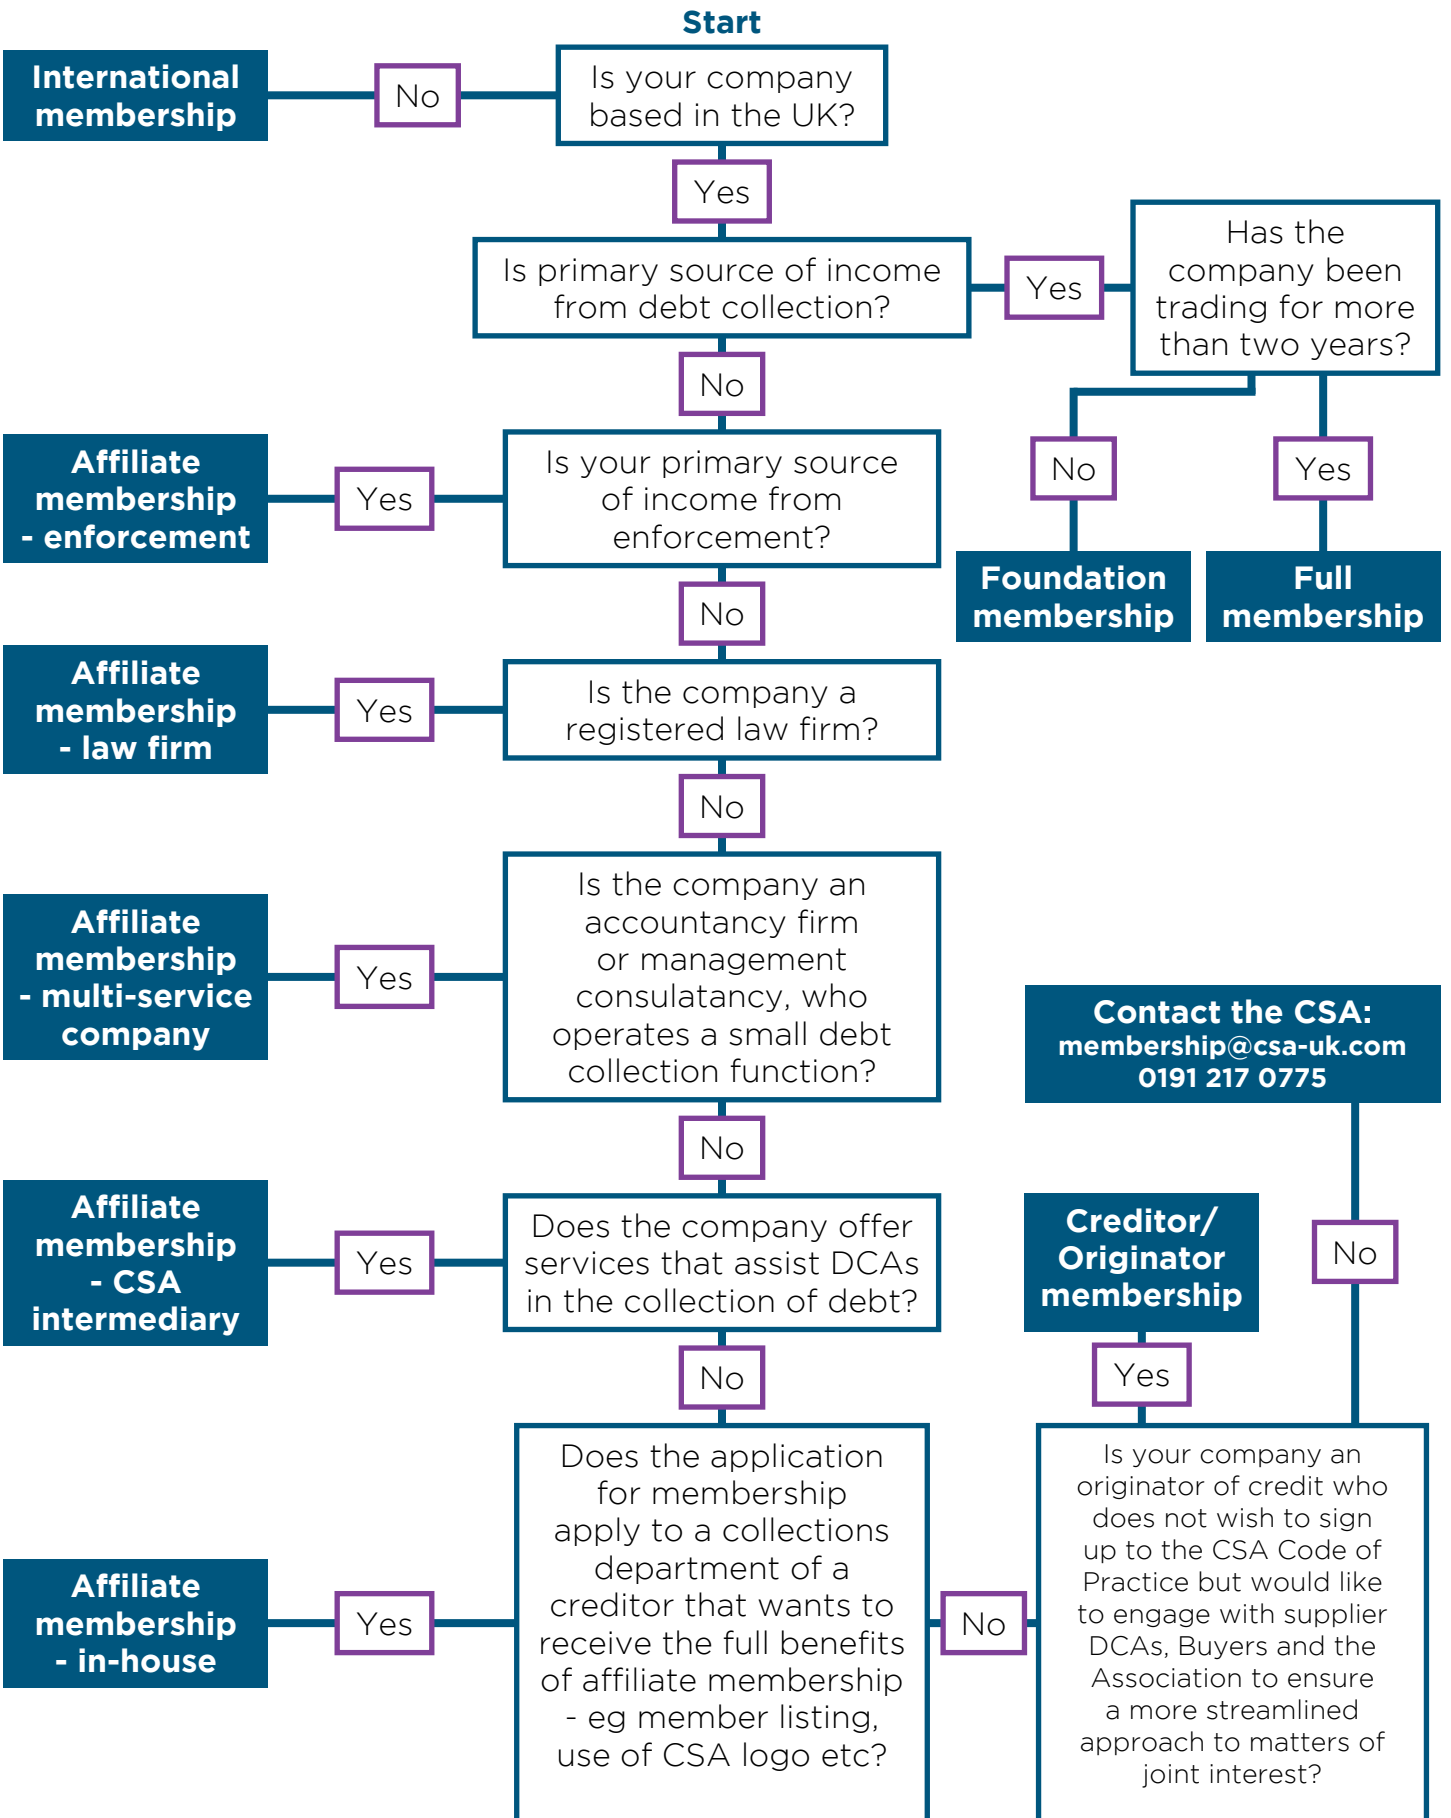 Start
International
membership
No
Is your company
based in the UK?
Yes
Is primary source of income
from debt collection?
Yes
Has the
company been
trading for more
than two years?
No
No
Yes
Foundation
membership
Full
membership
Affiliate
membership
- enforcement
Yes
Is your primary source
of income from
enforcement?
No
Affiliate
membership
- law firm
Yes
Is the company a
registered law firm?
No
Affiliate
membership
- multi-service
company
Yes
Is the company an
accountancy firm
or management
consulatancy, who
operates a small debt
collection function?
No
Affiliate
membership
- CSA
intermediary
Yes
Does the company offer
services that assist DCAs
in the collection of debt?
No
Affiliate
membership
- in-house
Yes
Does the application
for membership
apply to a collections
department of a
creditor that wants to
receive the full benefits
of affiliate membership
- eg member listing,
use of CSA logo etc?
No
Is your company an
originator of credit who
does not wish to sign
up to the CSA Code of
Practice but would like
to engage with supplier
DCAs, Buyers and the
Association to ensure
a more streamlined
approach to matters of
joint interest?
Yes
Creditor/
Originator
membership
No
Contact the CSA:
membership@csa-uk.com
0191 217 0775